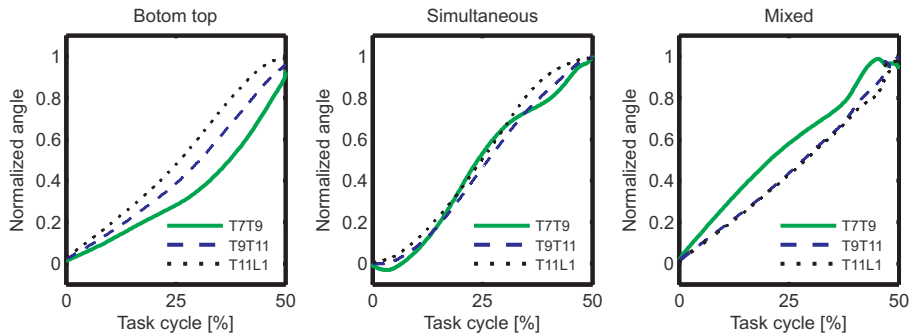 Botom top
Simultaneous
Mixed
Normalized angle
1
0.8
0.6
0.4
0.2
0
T7T9
T9T11
T11L1
0
25
50
Task cycle [%]
Normalized angle
1
0.8
0.6
0.4
0.2
0
T7T9
T9T11
T11L1
0
25
50
Task cycle [%]
Normalized angle
1
0.8
0.6
0.4
0.2
0
T7T9
T9T11
T11L1
0
25
50
Task cycle [%]